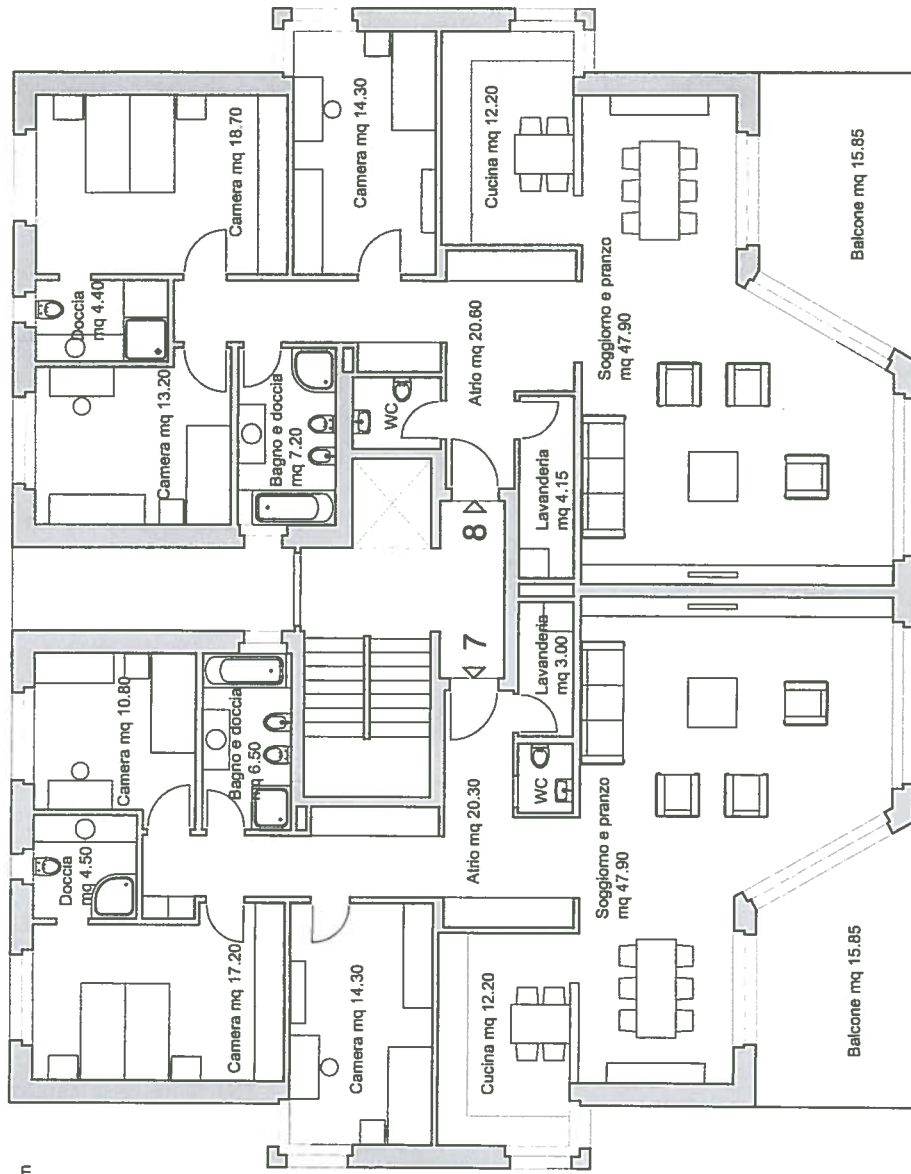 Camera mq 18.70
Camera mq 14.30
Cucina mq 12.20
Doccia
mq 4.40
Camera mq 13.20
Bagno e doccia
mq 7.20
WC
Atrio mq 20.60
Lavanderia
mq 4.15
Soggiorno e pranzo
mq 47.90
Balcone mq 15.85
8
7
Camera mq 10.80
Bagno e doccia
mq 6.50
Doccia
mq 4.50
Camera mq 17.20
Camera mq 14.30
Cucina mq 12.20
Atrio mq 20.30
WC
Lavanderia
mq 3.00
Soggiorno e pranzo
mq 47.90
Balcone mq 15.85
m